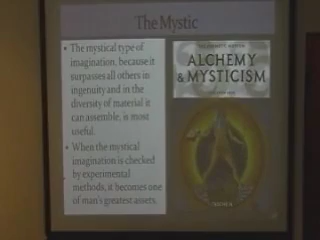 The Mystic
• The mystical type of
imagination, because it
surpasses all others in
ingenuity and in the
diversity of material it
can assemble, is most
useful.
• When the mystical
imagination is checked
by experimental
methods, it becomes one
of man's greatest assets.
ALCHEMY
& MYSTICISM